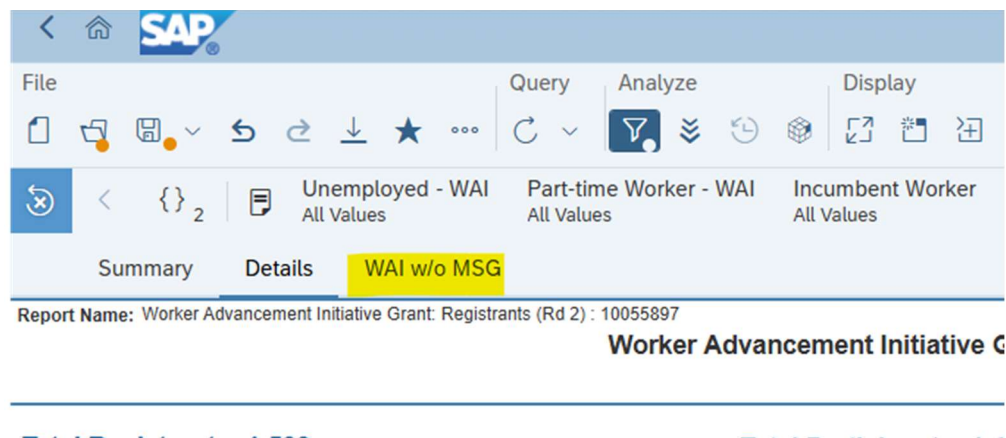 SAP
File Query Analyze Display
{} 2 Unemployed - WAI Part-time Worker - WAI Incumbent Worker
All Values All Values All Values
Summary Details WAI w/o MSG
Report Name: Worker Advancement Initiative Grant: Registrants (Rd 2) : 10055897
Worker Advancement Initiative G